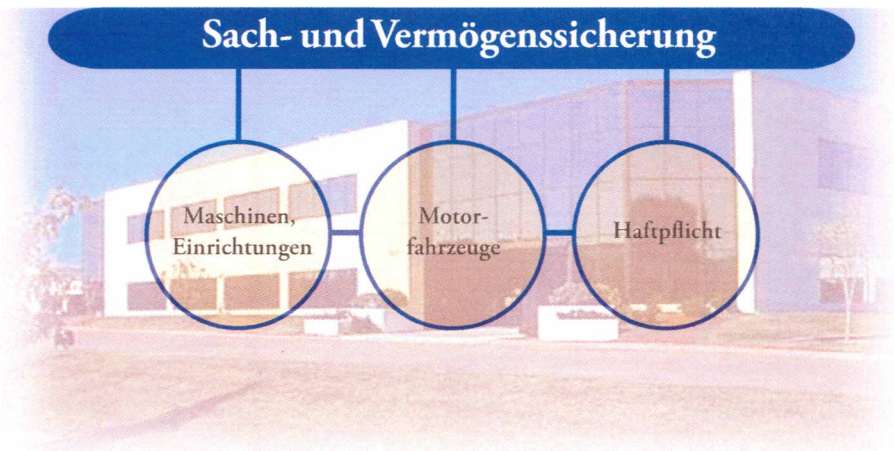 Sach- und Vermögenssicherung
Maschinen,
Einrichtungen
Motor-
fahrzeuge
Haftpflicht